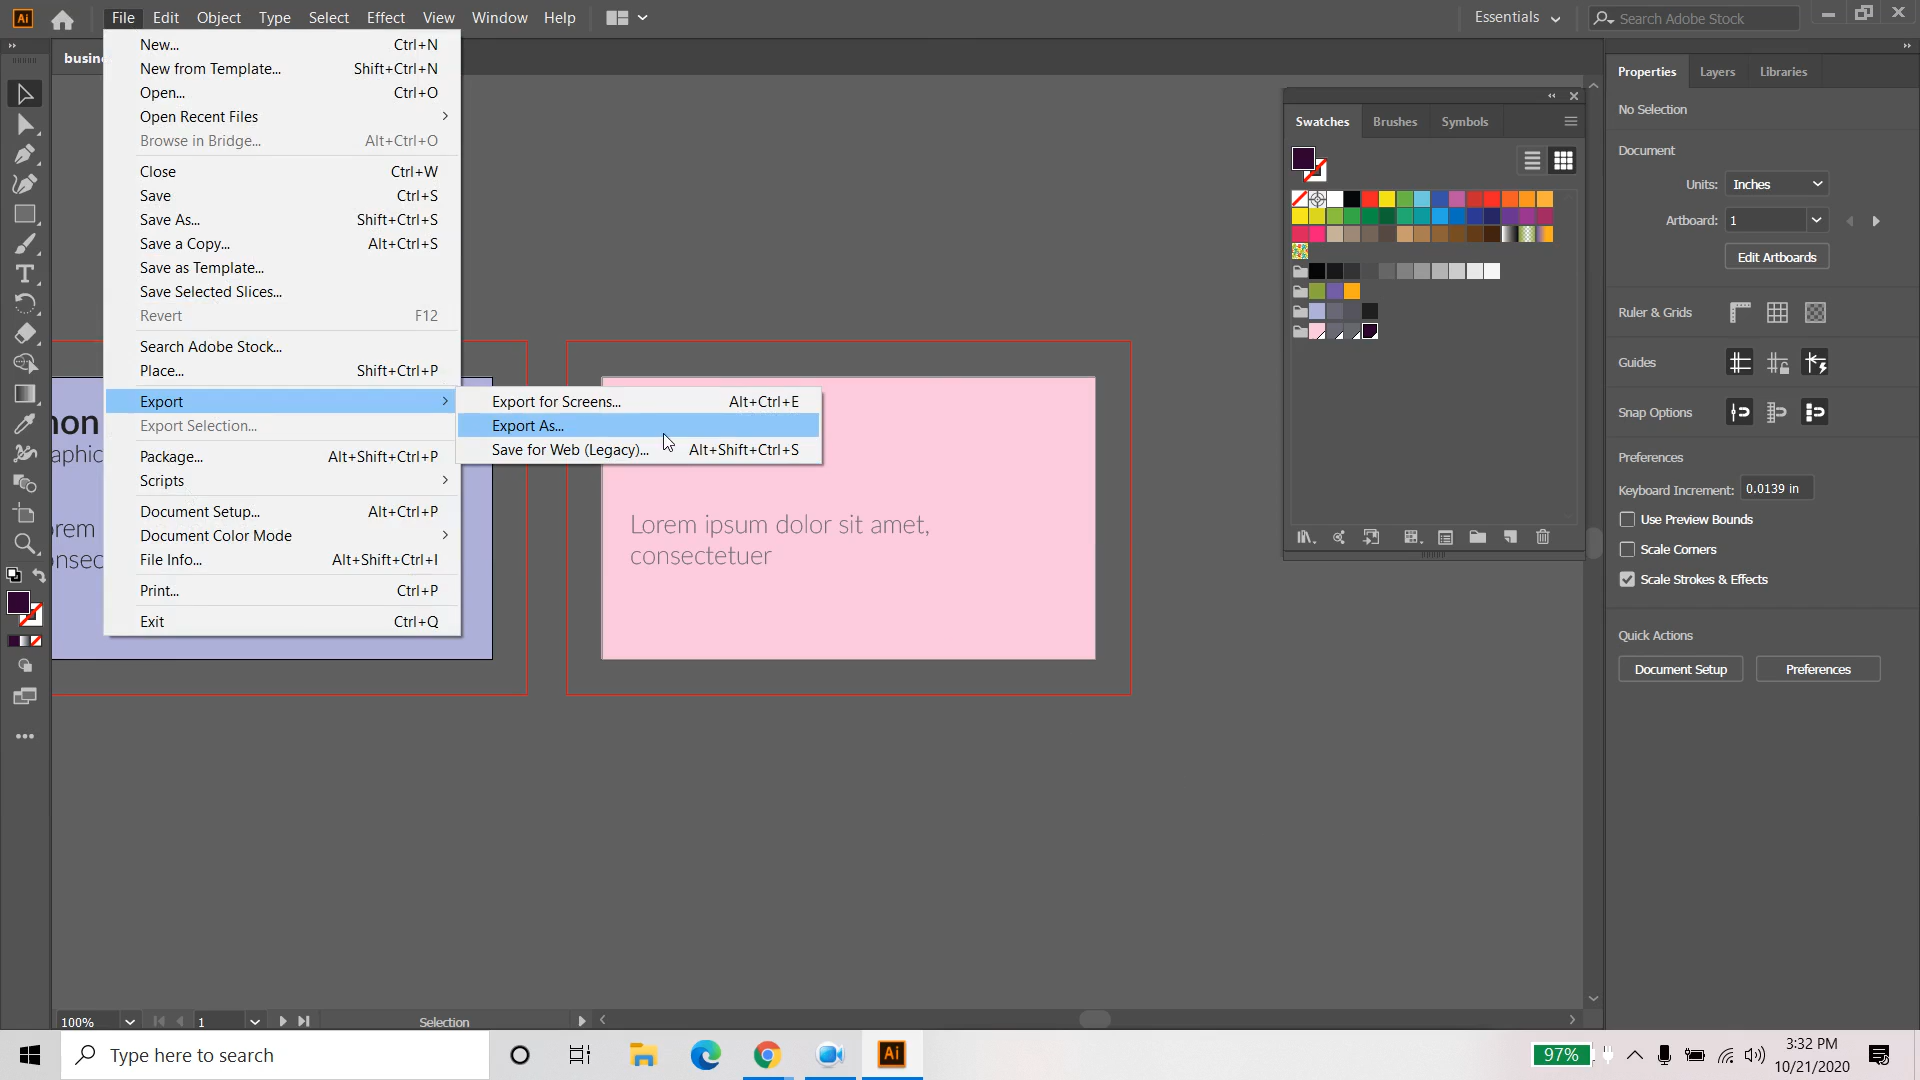 Ai File Edit Object Type Select Effect View Window Help Essentials Search Adobe Stock
busine
New... Ctrl+N
New from Template... Shift+Ctrl+N
Open... Ctrl+O
Open Recent Files
Browse in Bridge... Alt+Ctrl+O
Close Ctrl+W
Save Ctrl+S
Save As... Shift+Ctrl+S
Save a Copy... Alt+Ctrl+S
Save as Template...
Save Selected Slices...
Revert F12
Search Adobe Stock...
Place... Shift+Ctrl+P
Export
Export Selection...
Package... Alt+Shift+Ctrl+P
Scripts
Document Setup... Alt+Ctrl+P
Document Color Mode
File Info... Alt+Shift+Ctrl+I
Print... Ctrl+P
Exit Ctrl+Q
Export for Screens... Alt+Ctrl+E
Export As...
Save for Web (Legacy)... Alt+Shift+Ctrl+S
non
aphic
orem
onsec
Lorem ipsum dolor sit amet,
consectetuer
Swatches Brushes Symbols
Properties Layers Libraries
No Selection
Document
Units: Inches
Artboard: 1
Edit Artboards
Ruler & Grids
Guides
Snap Options
Preferences
Keyboard Increment: 0.0139 in
Use Preview Bounds
Scale Corners
Scale Strokes & Effects
Quick Actions
Document Setup Preferences
100% 1 Selection
Type here to search
Ai
97%
3:32 PM
10/21/2020